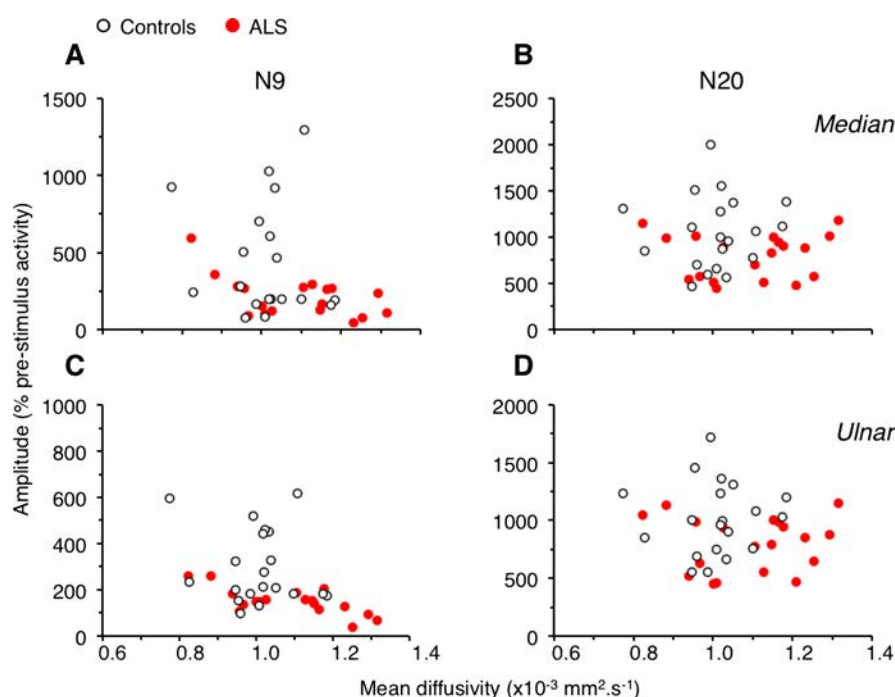 Controls ALS
A B
N9 N20
1500 2500
Median
2000
1000
1500
1000
500
500
0 0
C D
1000 2000
Ulnar
800
1500
600
1000
400
500
200
0 0
0.6 0.8 1.0 1.2 1.4 0.6 0.8 1.0 1.2 1.4
Amplitude (% pre-stimulus activity)
Mean diffusivity (x10⁻³ mm².s⁻¹)